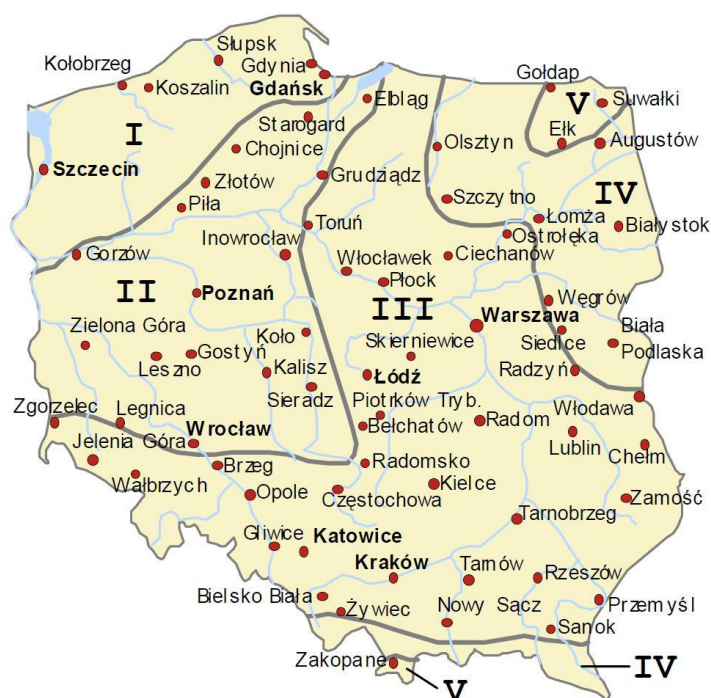 Słupsk
Kołobrzeg
Gdynia
Koszalin
Gdańsk
Gołdap
V
Suwałki
Elbląg
I
Starogard
Ełk
Augustów
Chojnice
Olsztyn
Szczecin
Grudziądz
Złotów
Szczytno
IV
Piła
Toruń
Łomża
Białystok
Ostrołęka
Inowrocław
Gorzów
Włocławek
Ciechanów
Płock
II
Poznań
III
Węgrów
Warszawa
Zielona Góra
Koło
Skierniewice
Siedlce
Biała
Podlaska
Gostyń
Leszno
Kalisz
Łódź
Radzyń
Sieradz
Piotrków Tryb.
Zgorzelec
Legnica
Włodawa
Wrocław
Bełchatów
Radom
Jelenia Góra
Lublin
Chełm
Brzeg
Radomsko
Wałbrzych
Opole
Częstochowa
Kielce
Zamość
Tarnobrzeg
Gliwice
Katowice
Kraków
Tarnów
Rzeszów
Bielsko Biała
Żywiec
Nowy Sącz
Przemyśl
Sanok
Zakopane
IV
V